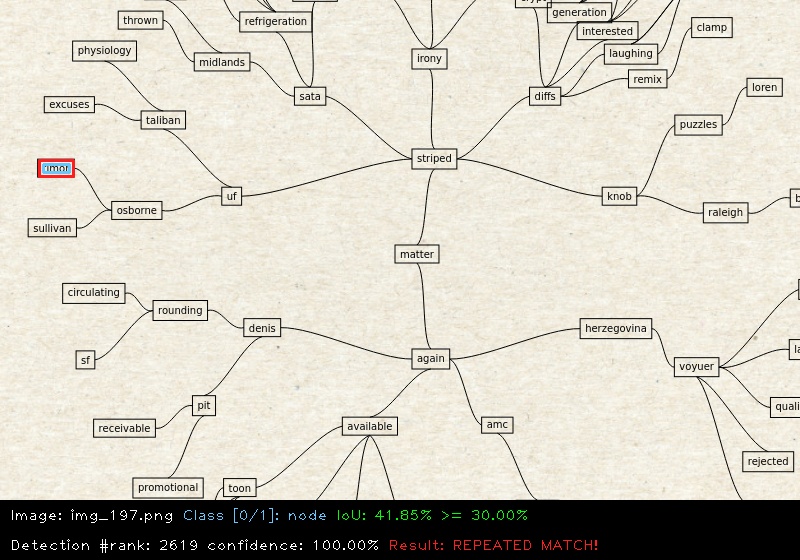 thrown
refrigeration
generation
interested
clamp
physiology
midlands
irony
laughing
remix
loren
excuses
taliban
sata
diffs
puzzles
striped
uf
knob
osborne
raleigh
sullivan
matter
circulating
rounding
denis
herzegovina
sf
again
voyuer
pit
receivable
available
amc
rejected
promotional
toon
Image: img_197.png Class [0/1]: node IoU: 41.85% >= 30.00%
Detection #rank: 2619 confidence: 100.00% Result: REPEATED MATCH!